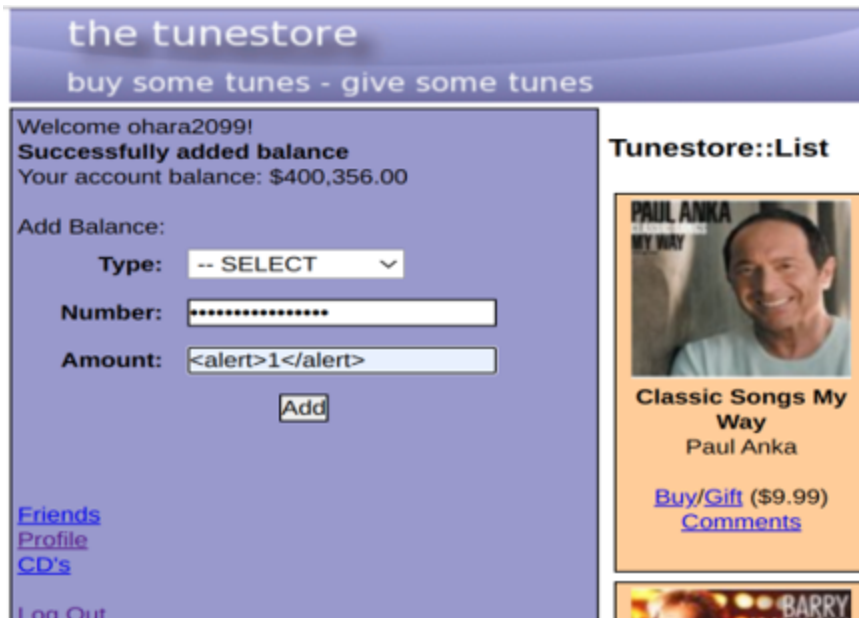 the tunestore
buy some tunes - give some tunes
Welcome ohara2099!
Successfully added balance
Your account balance: $400,356.00
Add Balance:
Type: -- SELECT
Number: ••••••••••••••••
Amount: <alert>1</alert>
Add
Friends
Profile
CD's
Log Out
Tunestore::List
PAUL ANKA
CLASSIC SONGS
MY WAY
Classic Songs My
Way
Paul Anka
Buy/Gift ($9.99)
Comments
BARRY